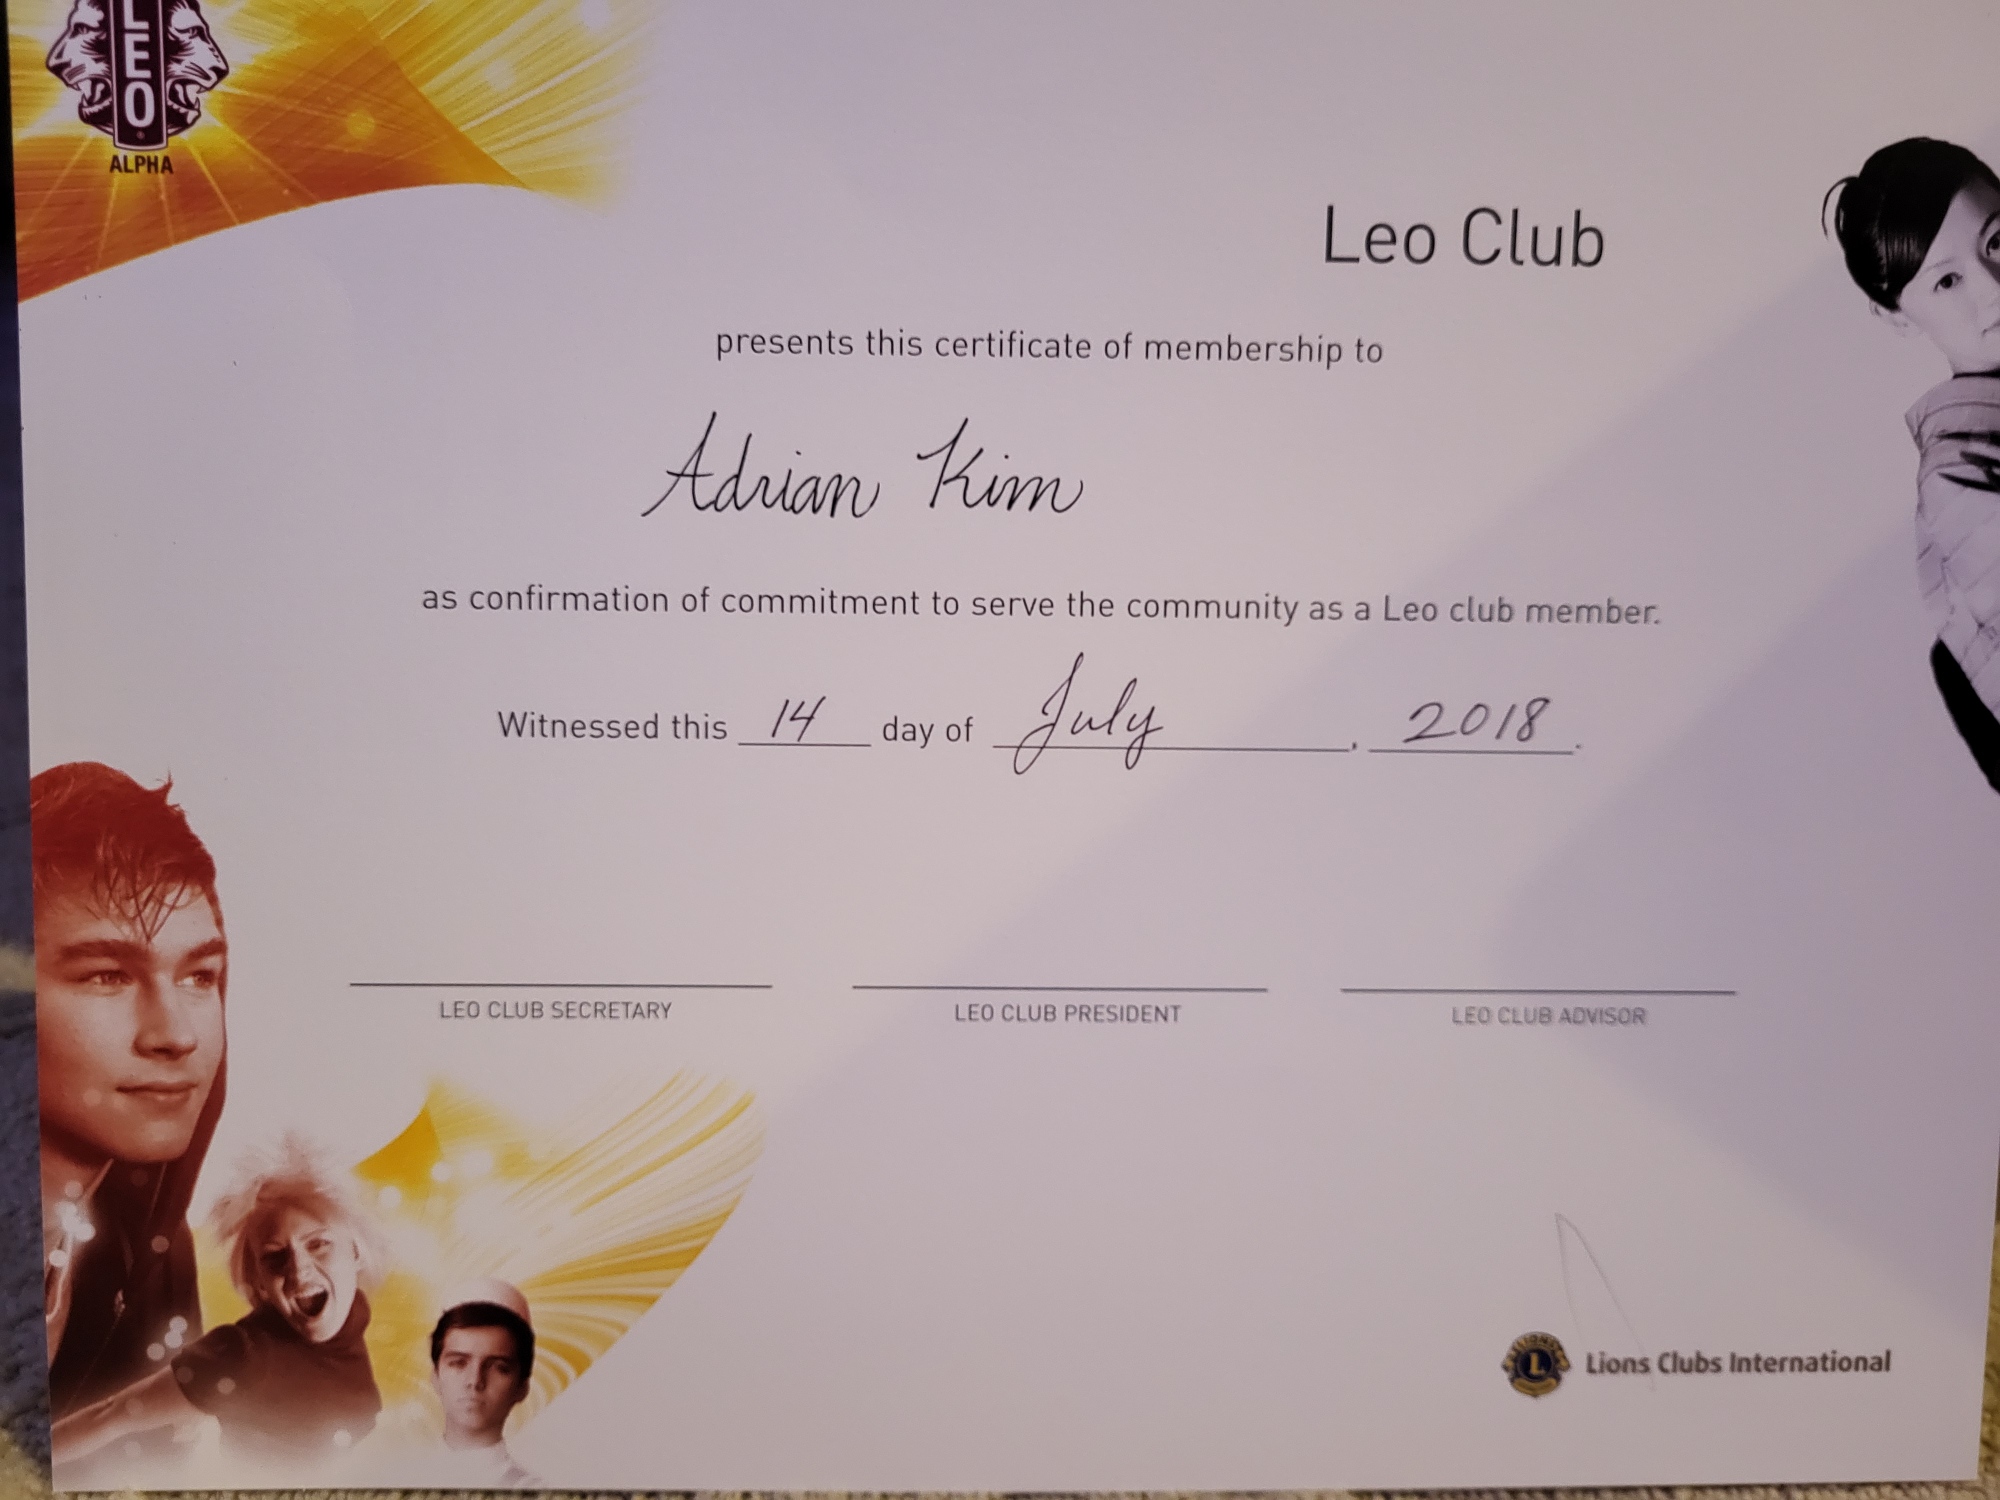 LEO
ALPHA
Leo Club
presents this certificate of membership to
Adrian Kim
as confirmation of commitment to serve the community as a Leo club member.
Witnessed this 14 day of July, 2018.
LEO CLUB SECRETARY LEO CLUB PRESIDENT LEO CLUB ADVISOR
L Lions Clubs International